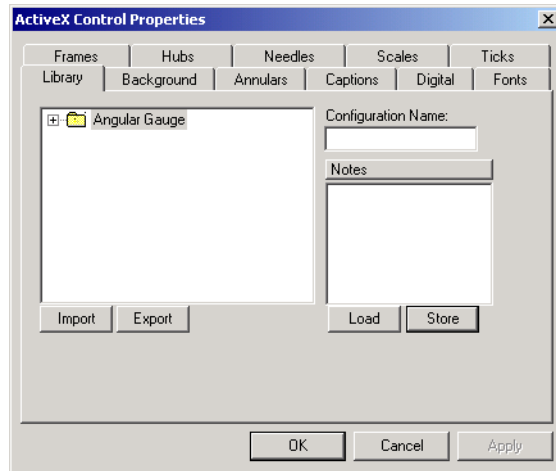 ActiveX Control Properties
Frames Hubs Needles Scales Ticks
Library Background Annulars Captions Digital Fonts
Angular Gauge
Configuration Name:
Notes
Import Export Load Store
OK Cancel Apply